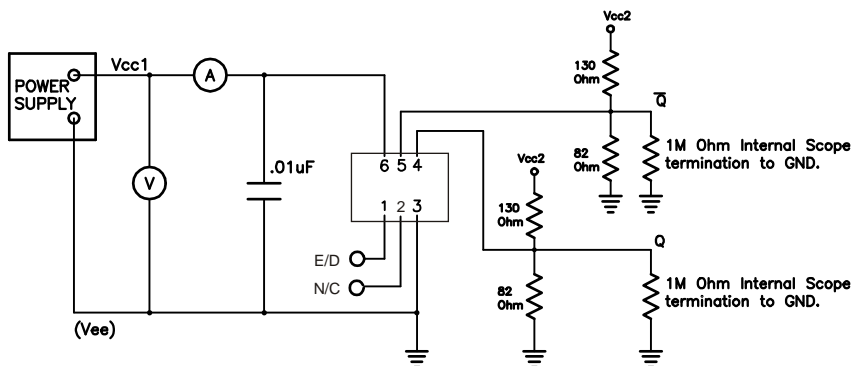 Vcc2
Vcc1
A
130
Ohm
Q
POWER
SUPPLY
.01uF
6 5 4
82
Ohm
1M Ohm Internal Scope
termination to GND.
V
Vcc2
1 2 3
130
Ohm
E/D
Q
N/C
82
Ohm
1M Ohm Internal Scope
termination to GND.
(Vee)